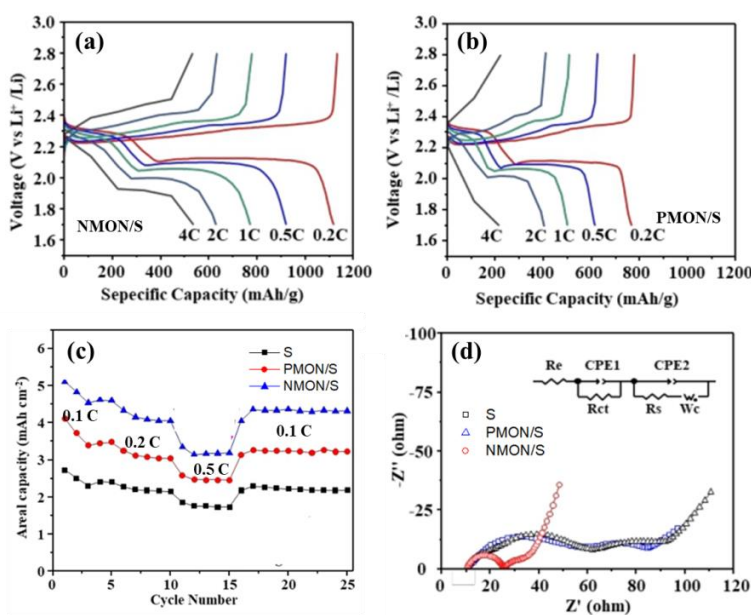 (a)
3.0
2.8
2.6
2.4
2.2
2.0
1.8
1.6
Voltage (V vs Li⁺ /Li)
NMON/S
4C 2C 1C 0.5C 0.2C
0 200 400 600 800 1000 1200
Sepecific Capacity (mAh/g)
(b)
3.0
2.8
2.6
2.4
2.2
2.0
1.8
1.6
Voltage (V vs Li⁺ /Li)
PMON/S
4C 2C 1C 0.5C 0.2C
0 200 400 600 800 1000 1200
Sepecific Capacity (mAh/g)
(c)
6
5
4
3
2
1
0
Areal capacity (mAh cm⁻²)
S
PMON/S
NMON/S
0.1 C
0.2 C
0.5 C
0.1 C
0 5 10 15 20 25
Cycle Number
(d)
-100
-75
-50
-25
0
-Z'' (ohm)
Re CPE1 CPE2
Rct Rs Wc
S
PMON/S
NMON/S
0 20 40 60 80 100 120
Z' (ohm)